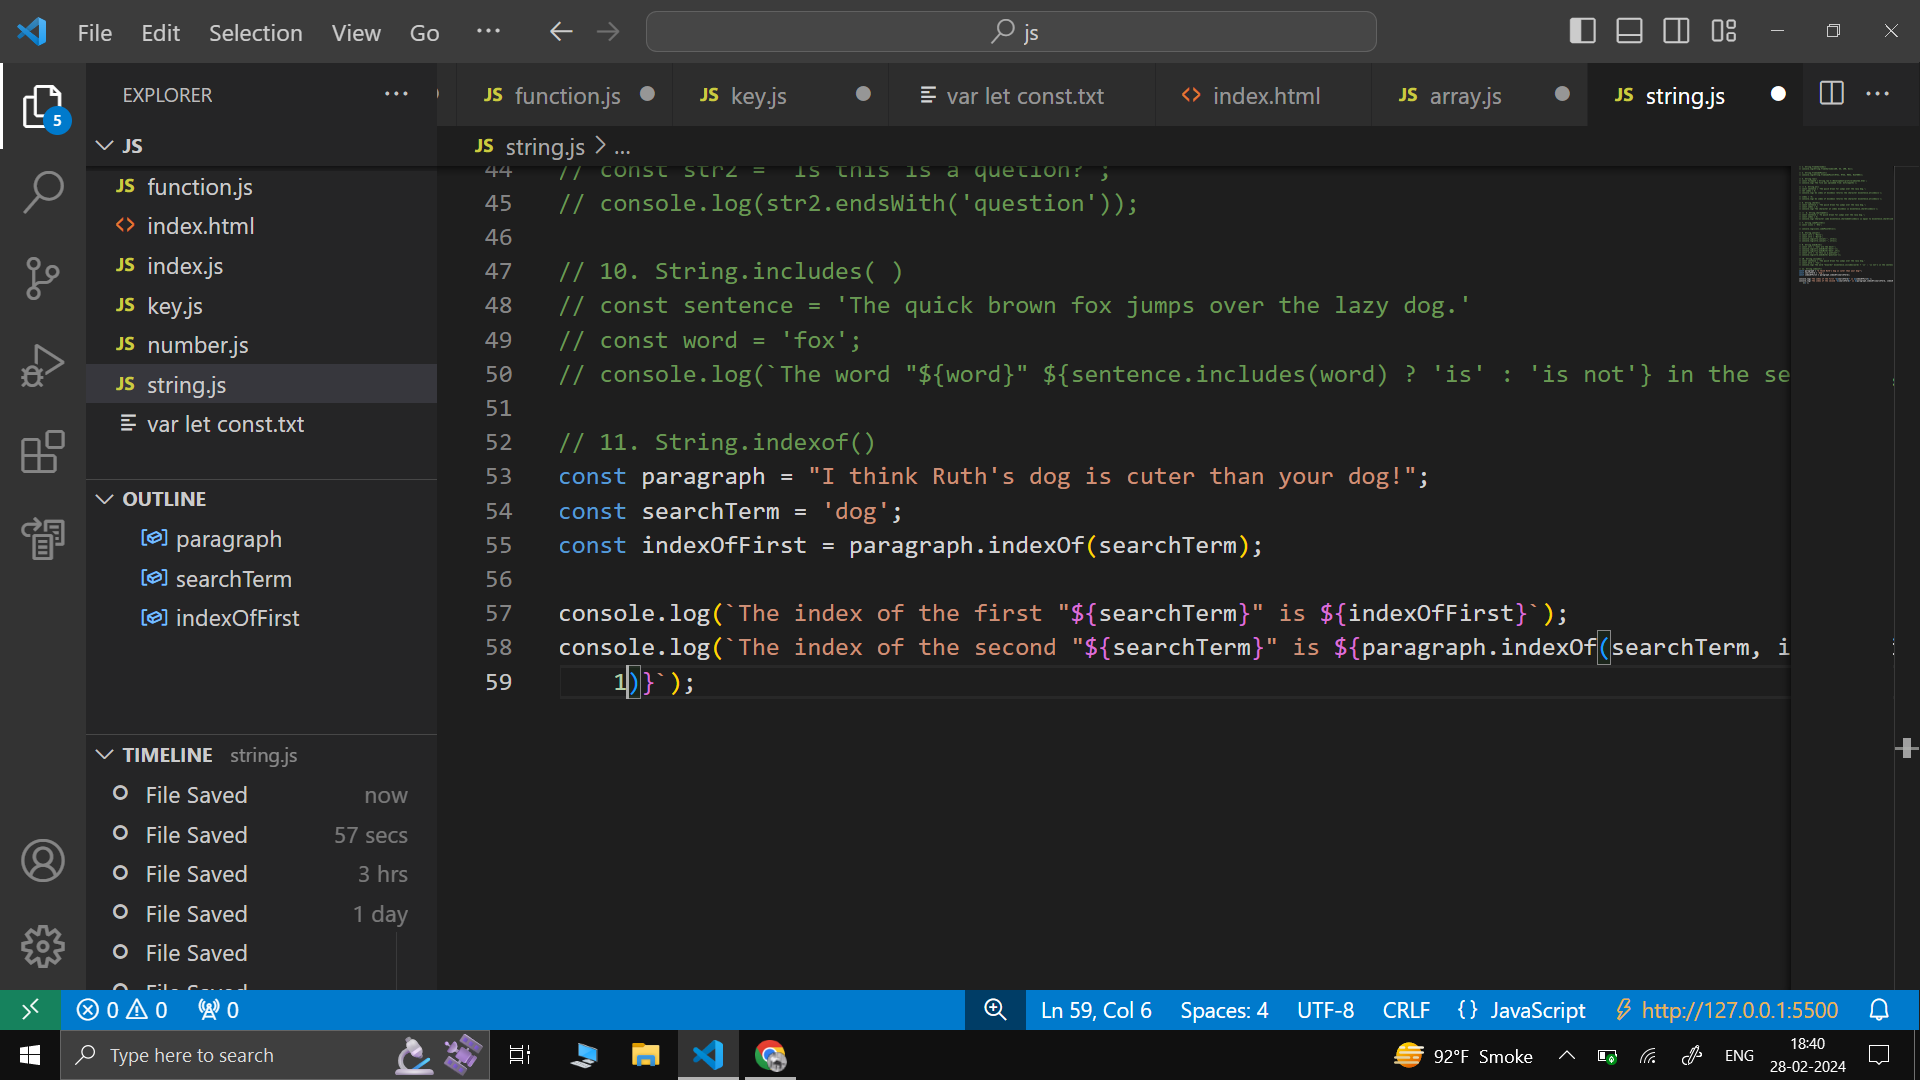 File Edit Selection View Go ···
js
5
EXPLORER ···
JS
JS function.js
index.html
JS index.js
JS key.js
JS number.js
JS string.js
var let const.txt
OUTLINE
paragraph
searchTerm
indexOfFirst
TIMELINE string.js
File Saved now
File Saved 57 secs
File Saved 3 hrs
File Saved 1 day
File Saved
File Saved
JS function.js JS key.js var let const.txt index.html JS array.js JS string.js ···
JS string.js > ...
44 // const str2 = 'Is this is a quetion?';
45 // console.log(str2.endsWith('question'));
46
47 // 10. String.includes( )
48 // const sentence = 'The quick brown fox jumps over the lazy dog.'
49 // const word = 'fox';
50 // console.log(`The word "${word}" ${sentence.includes(word) ? 'is' : 'is not'} in the se
51
52 // 11. String.indexof()
53 const paragraph = "I think Ruth's dog is cuter than your dog!";
54 const searchTerm = 'dog';
55 const indexOfFirst = paragraph.indexOf(searchTerm);
56
57 console.log(`The index of the first "${searchTerm}" is ${indexOfFirst}`);
58 console.log(`The index of the second "${searchTerm}" is ${paragraph.indexOf(searchTerm, i
59 1)}`);
0 0 0
Ln 59, Col 6 Spaces: 4 UTF-8 CRLF {} JavaScript http://127.0.0.1:5500
Type here to search
92°F Smoke ENG
18:40
28-02-2024